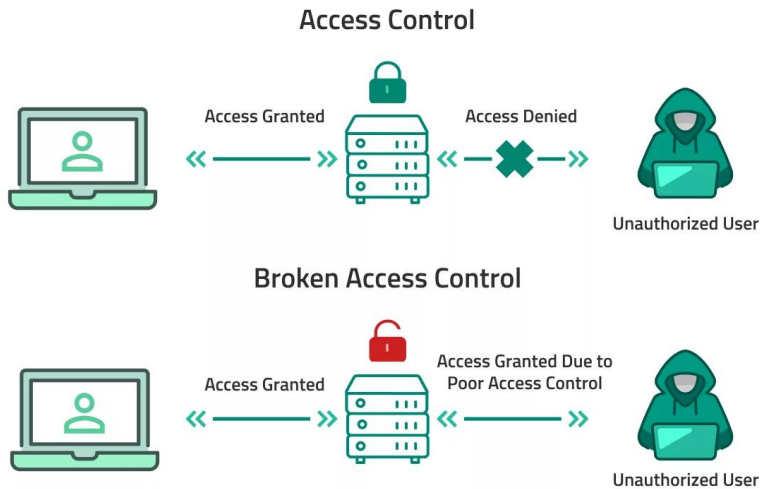 Access Control
Access Granted
Access Denied
Unauthorized User
Broken Access Control
Access Granted
Access Granted Due to
Poor Access Control
Unauthorized User